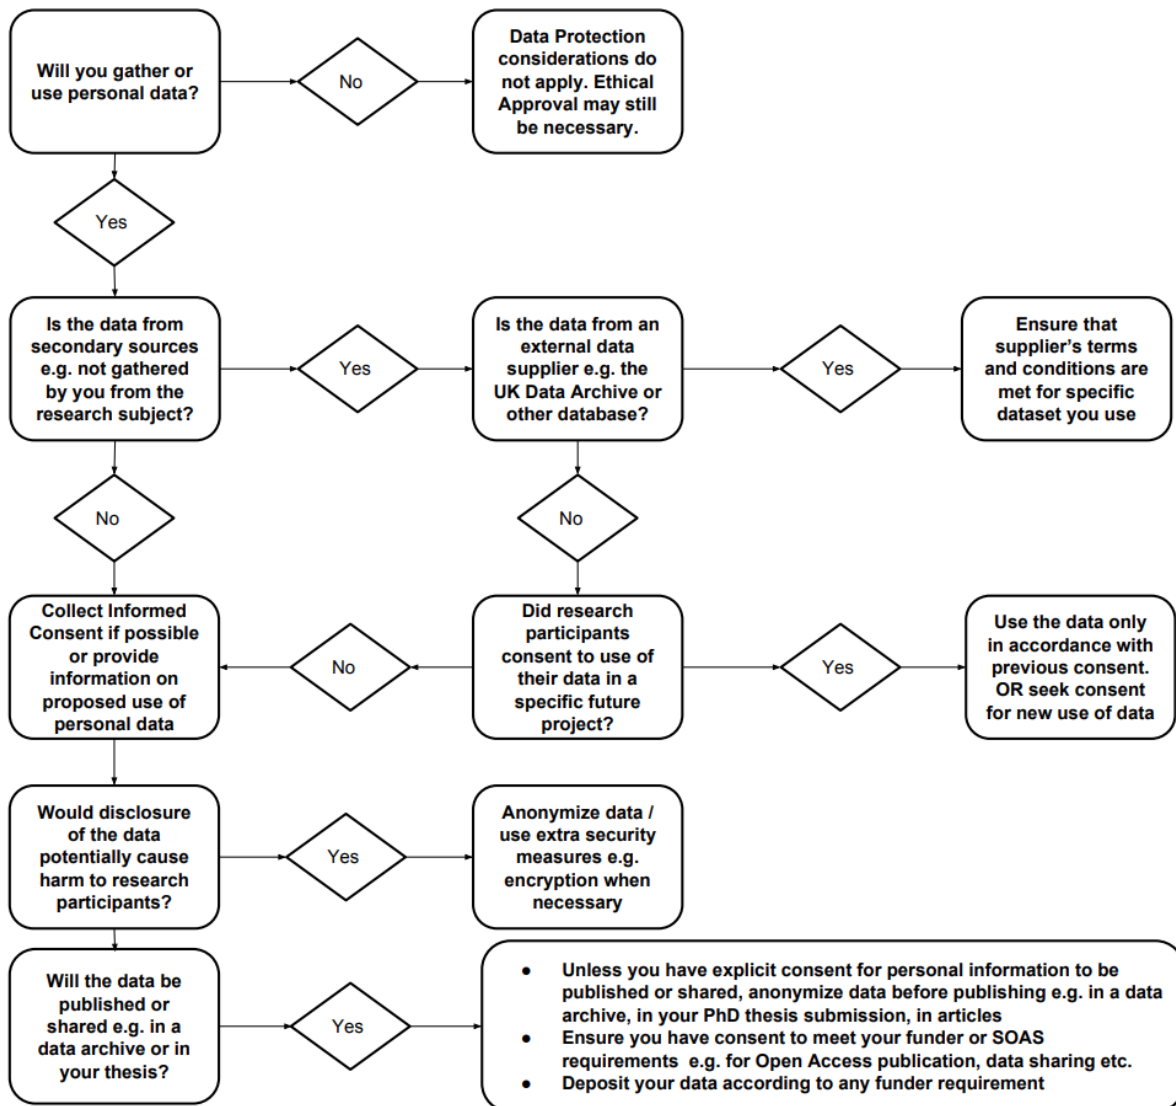 Will you gather or
use personal data?
No
Data Protection
considerations do
not apply. Ethical
Approval may still
be necessary.
Yes
Is the data from
secondary sources
e.g. not gathered
by you from the
research subject?
Yes
Is the data from an
external data
supplier e.g. the
UK Data Archive or
other database?
Yes
Ensure that
supplier's terms
and conditions are
met for specific
dataset you use
No
No
Collect Informed
Consent if possible
or provide
information on
proposed use of
personal data
No
Did research
participants
consent to use of
their data in a
specific future
project?
Yes
Use the data only
in accordance with
previous consent.
OR seek consent
for new use of data
Would disclosure
of the data
potentially cause
harm to research
participants?
Yes
Anonymize data /
use extra security
measures e.g.
encryption when
necessary
Will the data be
published or
shared e.g. in a
data archive or in
your thesis?
Yes
● Unless you have explicit consent for personal information to be
published or shared, anonymize data before publishing e.g. in a data
archive, in your PhD thesis submission, in articles
● Ensure you have consent to meet your funder or SOAS
requirements e.g. for Open Access publication, data sharing etc.
● Deposit your data according to any funder requirement